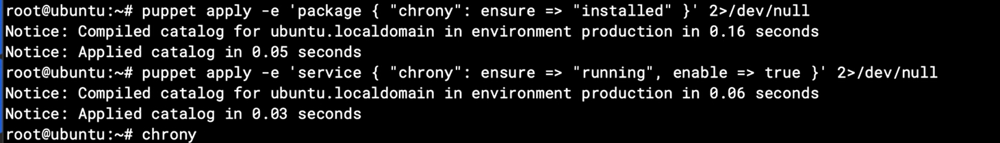 root@ubuntu:~# puppet apply -e 'package { "chrony": ensure => "installed" }' 2>/dev/null
Notice: Compiled catalog for ubuntu.localdomain in environment production in 0.16 seconds
Notice: Applied catalog in 0.05 seconds
root@ubuntu:~# puppet apply -e 'service { "chrony": ensure => "running", enable => true }' 2>/dev/null
Notice: Compiled catalog for ubuntu.localdomain in environment production in 0.06 seconds
Notice: Applied catalog in 0.03 seconds
root@ubuntu:~# chrony